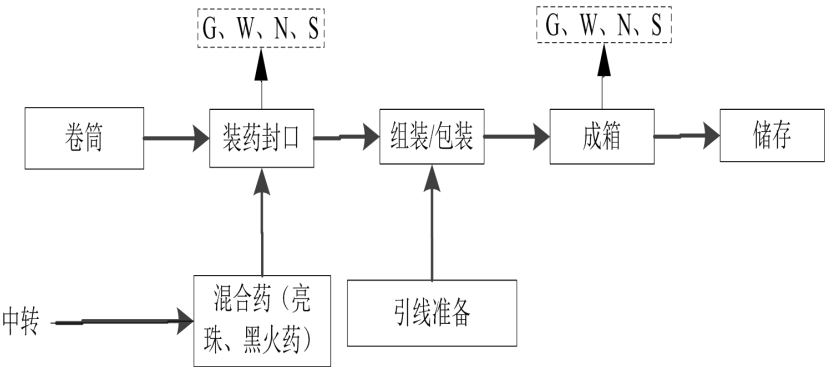 G、W、N、S
G、W、N、S
卷筒
装药封口
组装/包装
成箱
储存
中转
混合药（亮
珠、黑火药）
引线准备